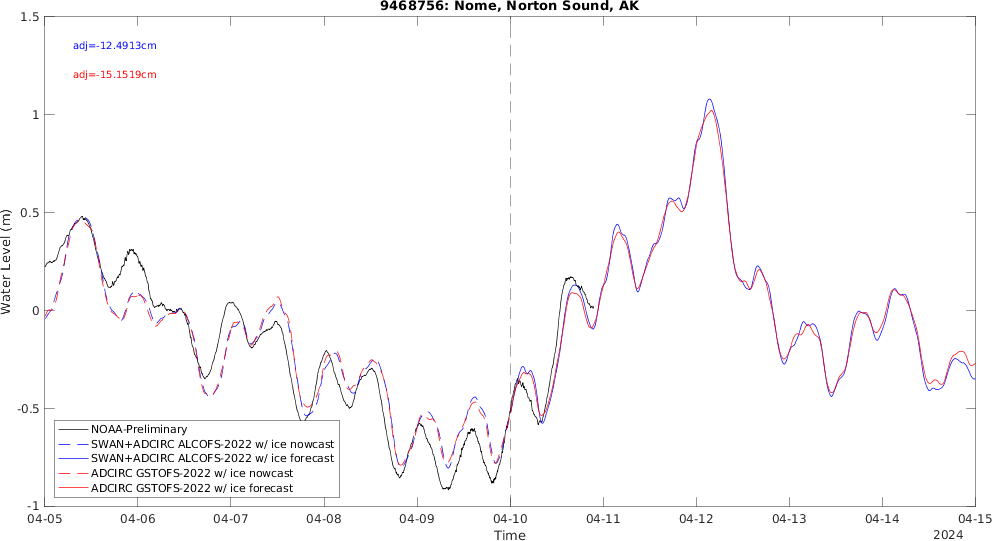 9468756: Nome, Norton Sound, AK
1.5
adj=-12.4913cm
adj=-15.1519cm
1
0.5
0
-0.5
-1
Water Level (m)
NOAA-Preliminary
SWAN+ADCIRC ALCOFS-2022 w/ ice nowcast
SWAN+ADCIRC ALCOFS-2022 w/ ice forecast
ADCIRC GSTOFS-2022 w/ ice nowcast
ADCIRC GSTOFS-2022 w/ ice forecast
04-05 04-06 04-07 04-08 04-09 04-10 04-11 04-12 04-13 04-14 04-15
Time
2024